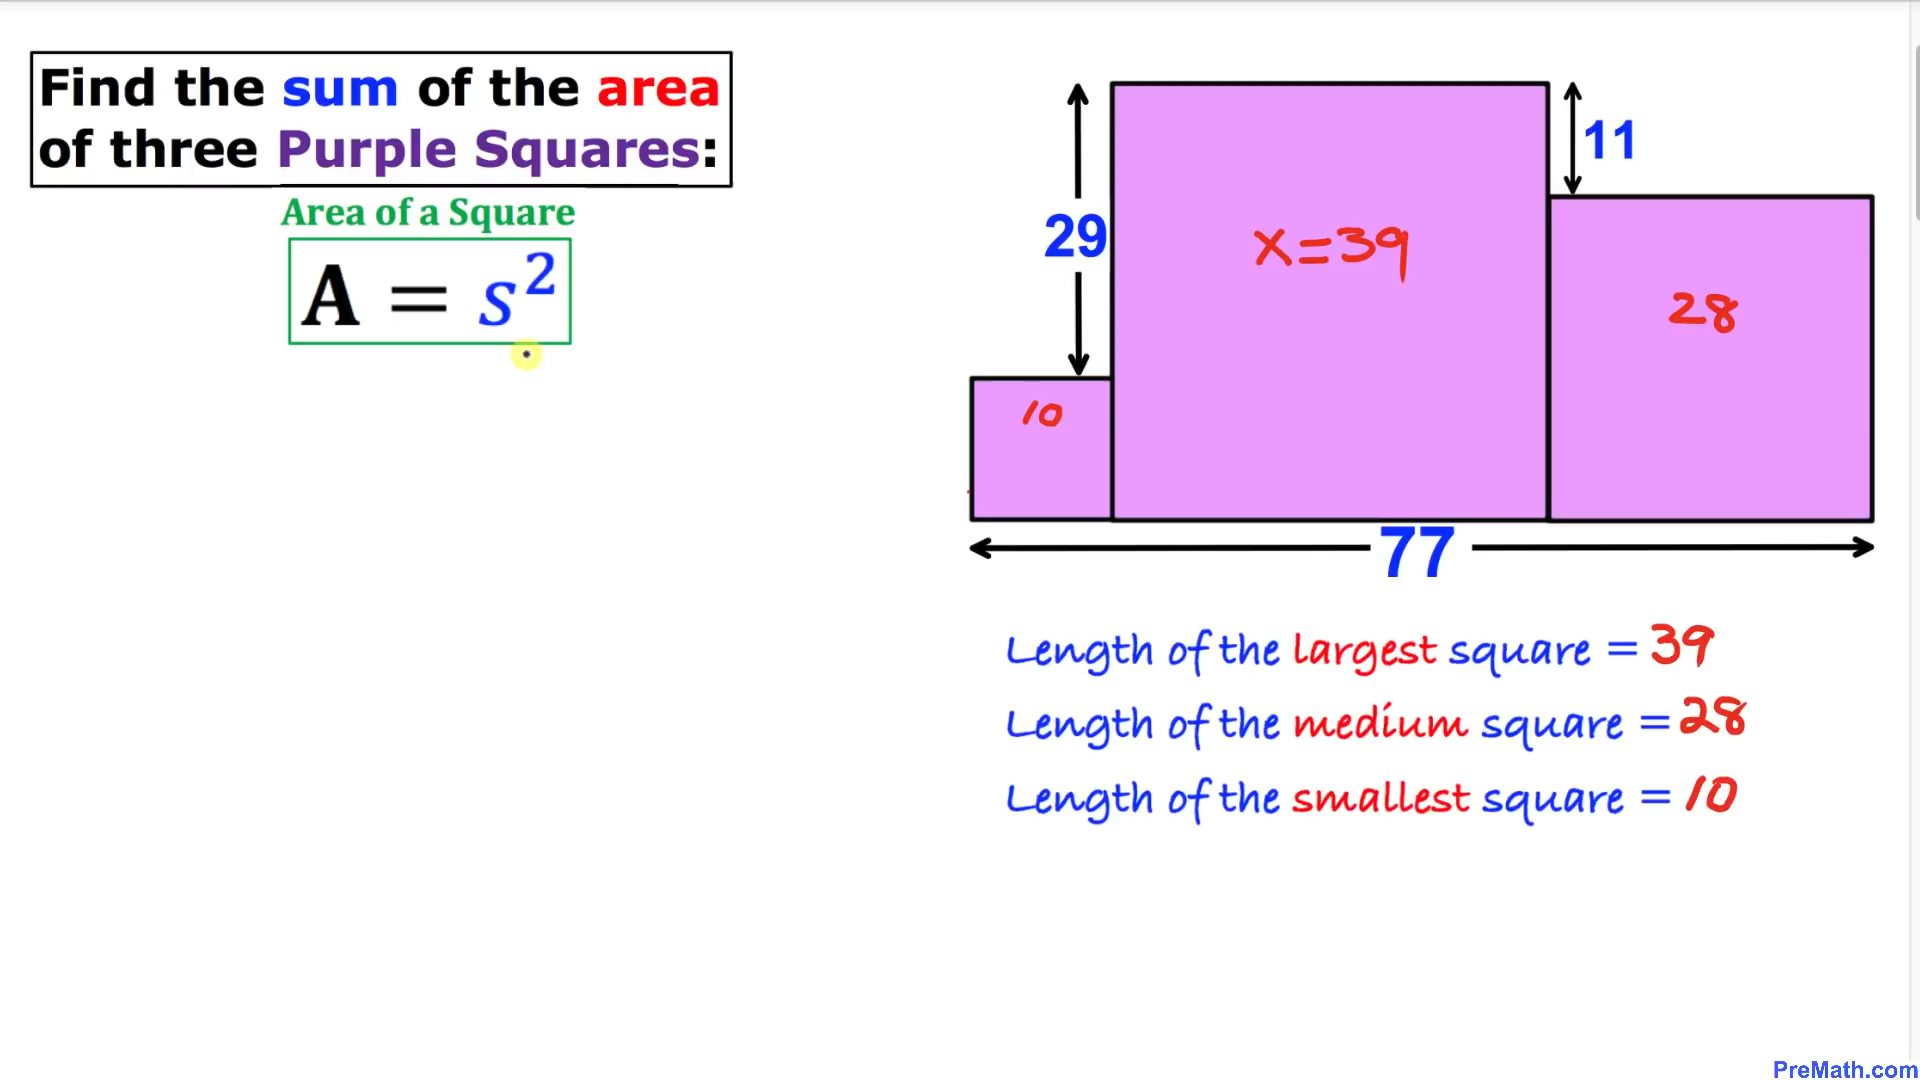 Find the sum of the area
of three Purple Squares:
Area of a Square
A = s²
29
x=39
11
28
10
77
Length of the largest square = 39
Length of the medium square = 28
Length of the smallest square = 10
PreMath.com